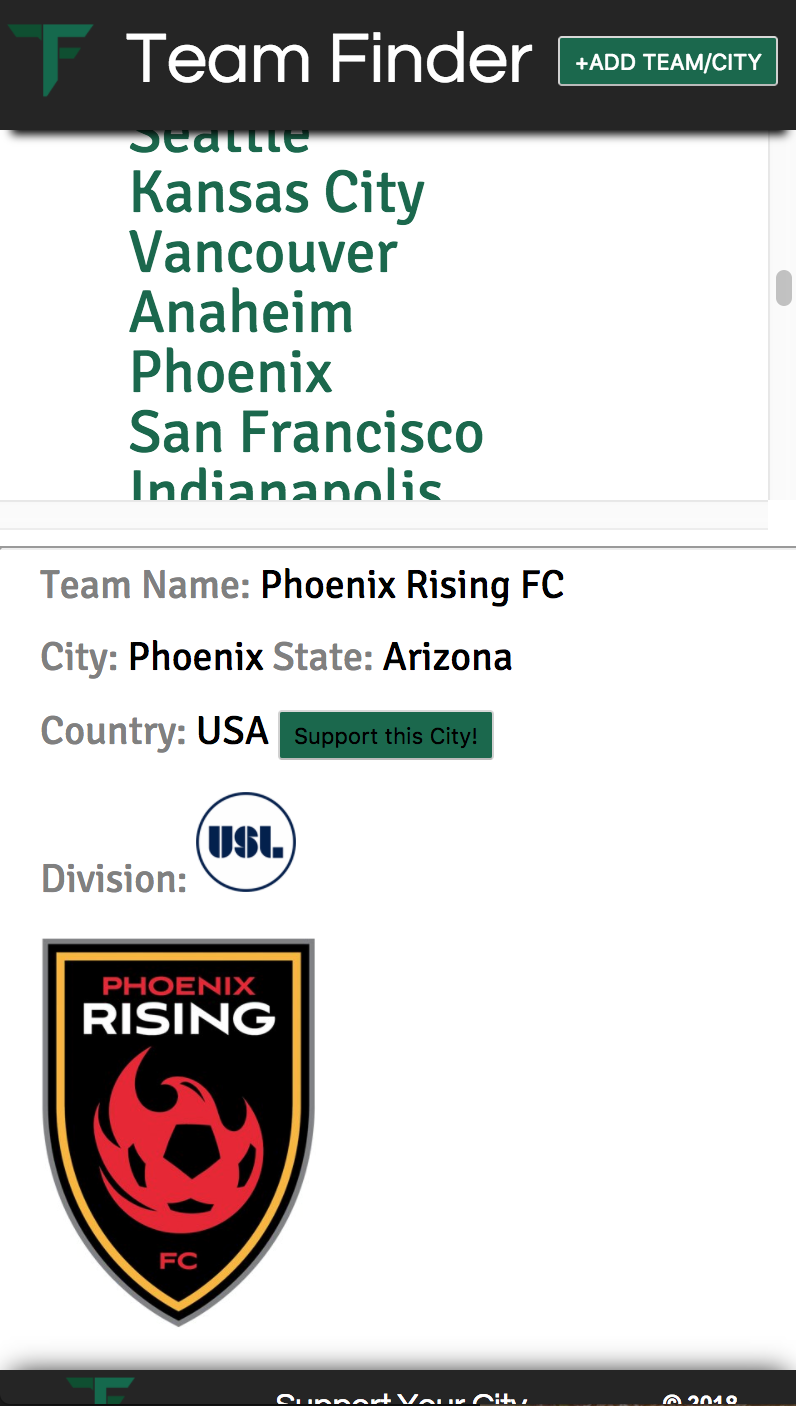 Team Finder
+ADD TEAM/CITY
Seattle
Kansas City
Vancouver
Anaheim
Phoenix
San Francisco
Indianapolis
Team Name: Phoenix Rising FC
City: Phoenix State: Arizona
Country: USA Support this City!
USL
Division:
PHOENIX
RISING
FC
Support Your City
© 2018